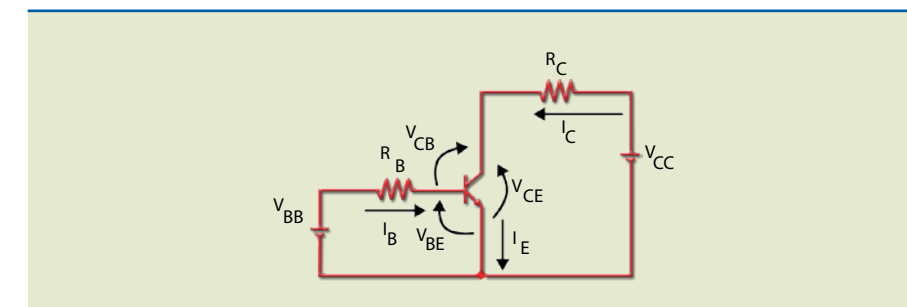 R_C
I_C
V_CB
V_CC
R_B
V_CE
V_BB
I_B
V_BE
I_E